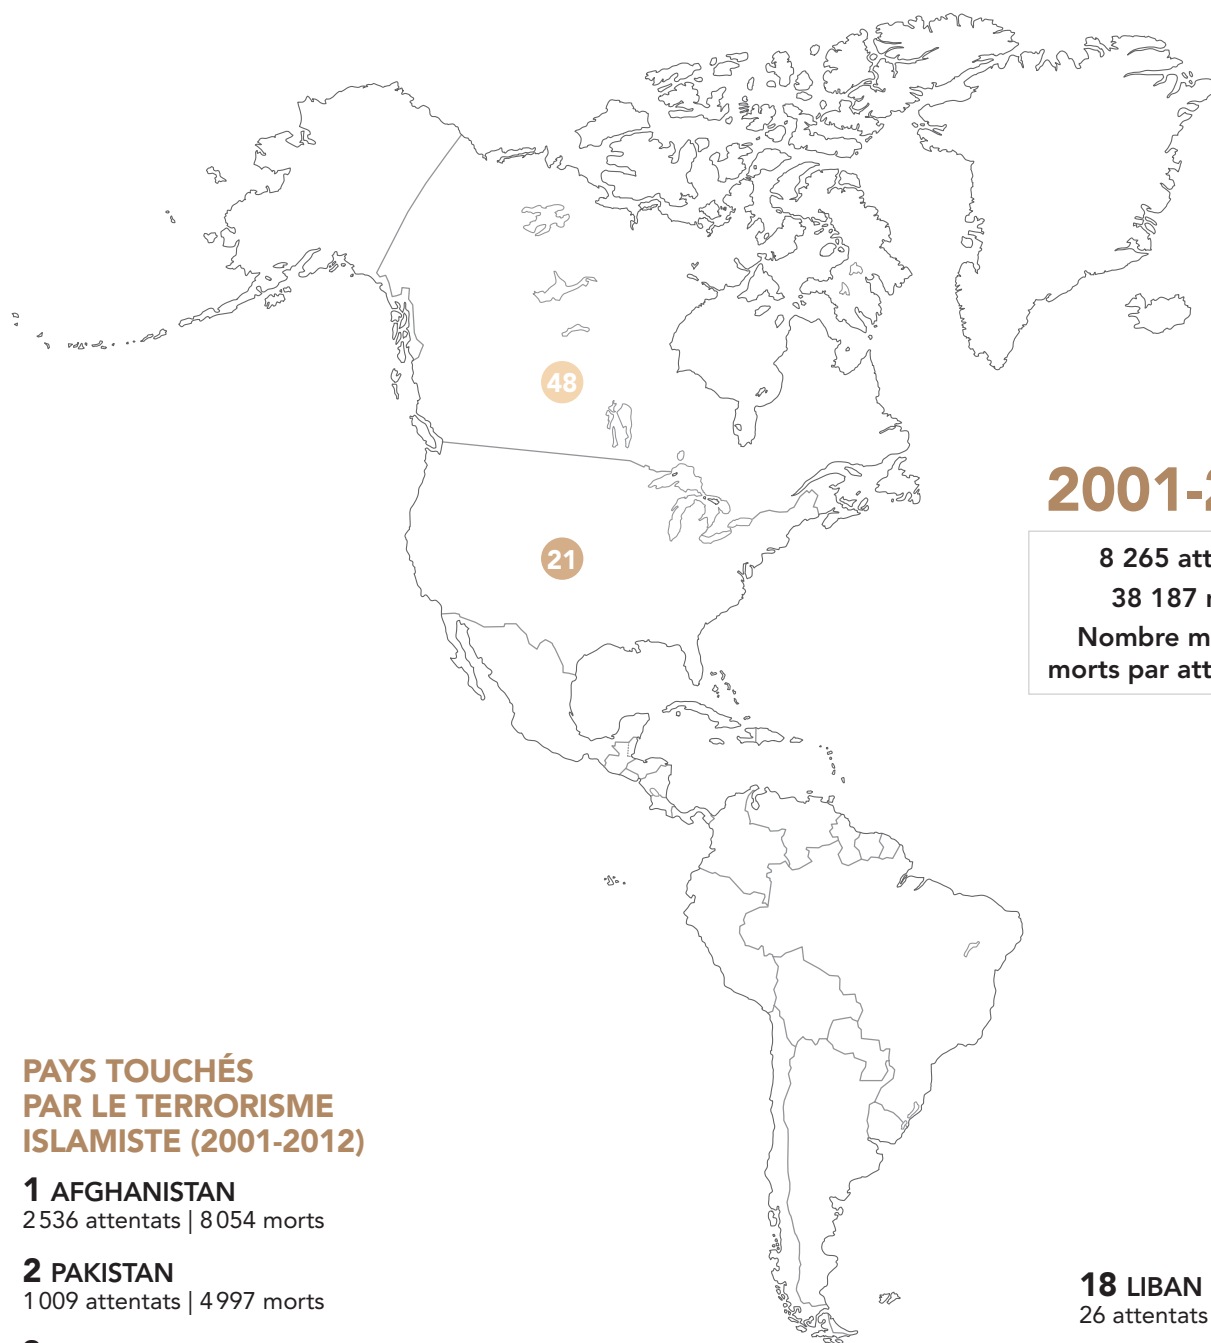 48
2001-2
8 265 att
21
38 187
Nombre m
morts par att
PAYS TOUCHÉS
PAR LE TERRORISME
ISLAMISTE (2001-2012)
1 AFGHANISTAN
2 536 attentats | 8 054 morts
2 PAKISTAN
1 009 attentats | 4 997 morts
18 LIBAN
26 attentats